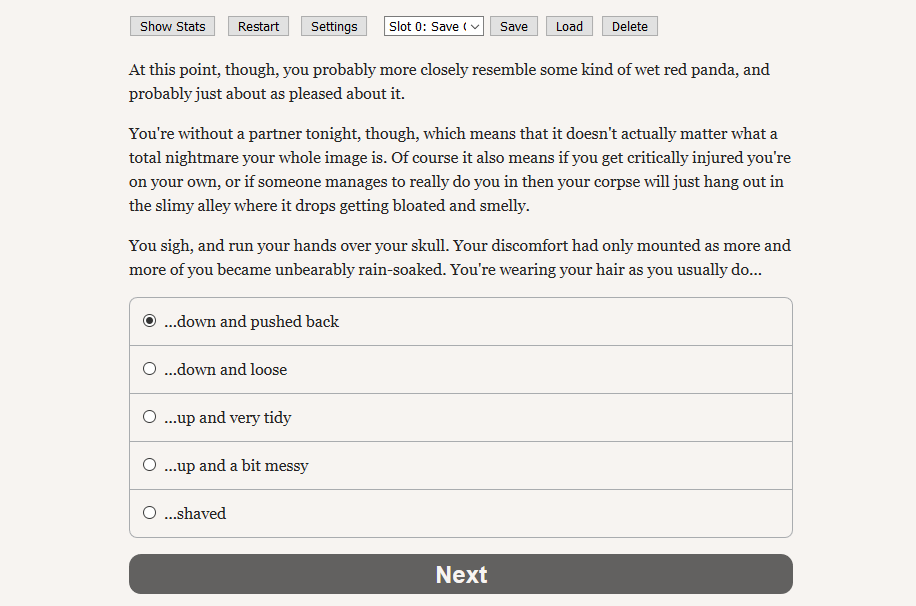 Show Stats Restart Settings Slot 0: Save ( Save Load Delete
At this point, though, you probably more closely resemble some kind of wet red panda, and
probably just about as pleased about it.
You're without a partner tonight, though, which means that it doesn't actually matter what a
total nightmare your whole image is. Of course it also means if you get critically injured you're
on your own, or if someone manages to really do you in then your corpse will just hang out in
the slimy alley where it drops getting bloated and smelly.
You sigh, and run your hands over your skull. Your discomfort had only mounted as more and
more of you became unbearably rain-soaked. You're wearing your hair as you usually do...
...down and pushed back
...down and loose
...up and very tidy
...up and a bit messy
...shaved
Next